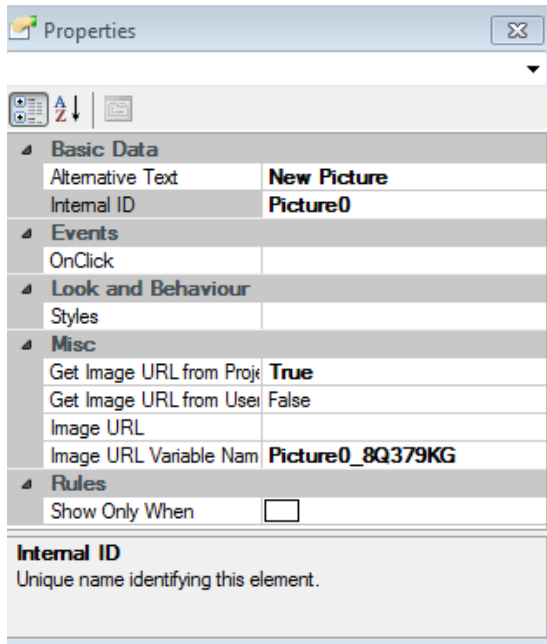 Properties
Basic Data
Alternative Text New Picture
Internal ID Picture0
Events
OnClick
Look and Behaviour
Styles
Misc
Get Image URL from Proje True
Get Image URL from User False
Image URL
Image URL Variable Nam Picture0_8Q379KG
Rules
Show Only When
Internal ID
Unique name identifying this element.